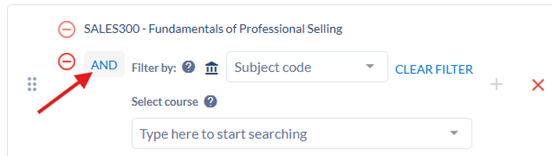 SALES300 - Fundamentals of Professional Selling
AND Filter by: ? Subject code CLEAR FILTER
Select course ?
Type here to start searching